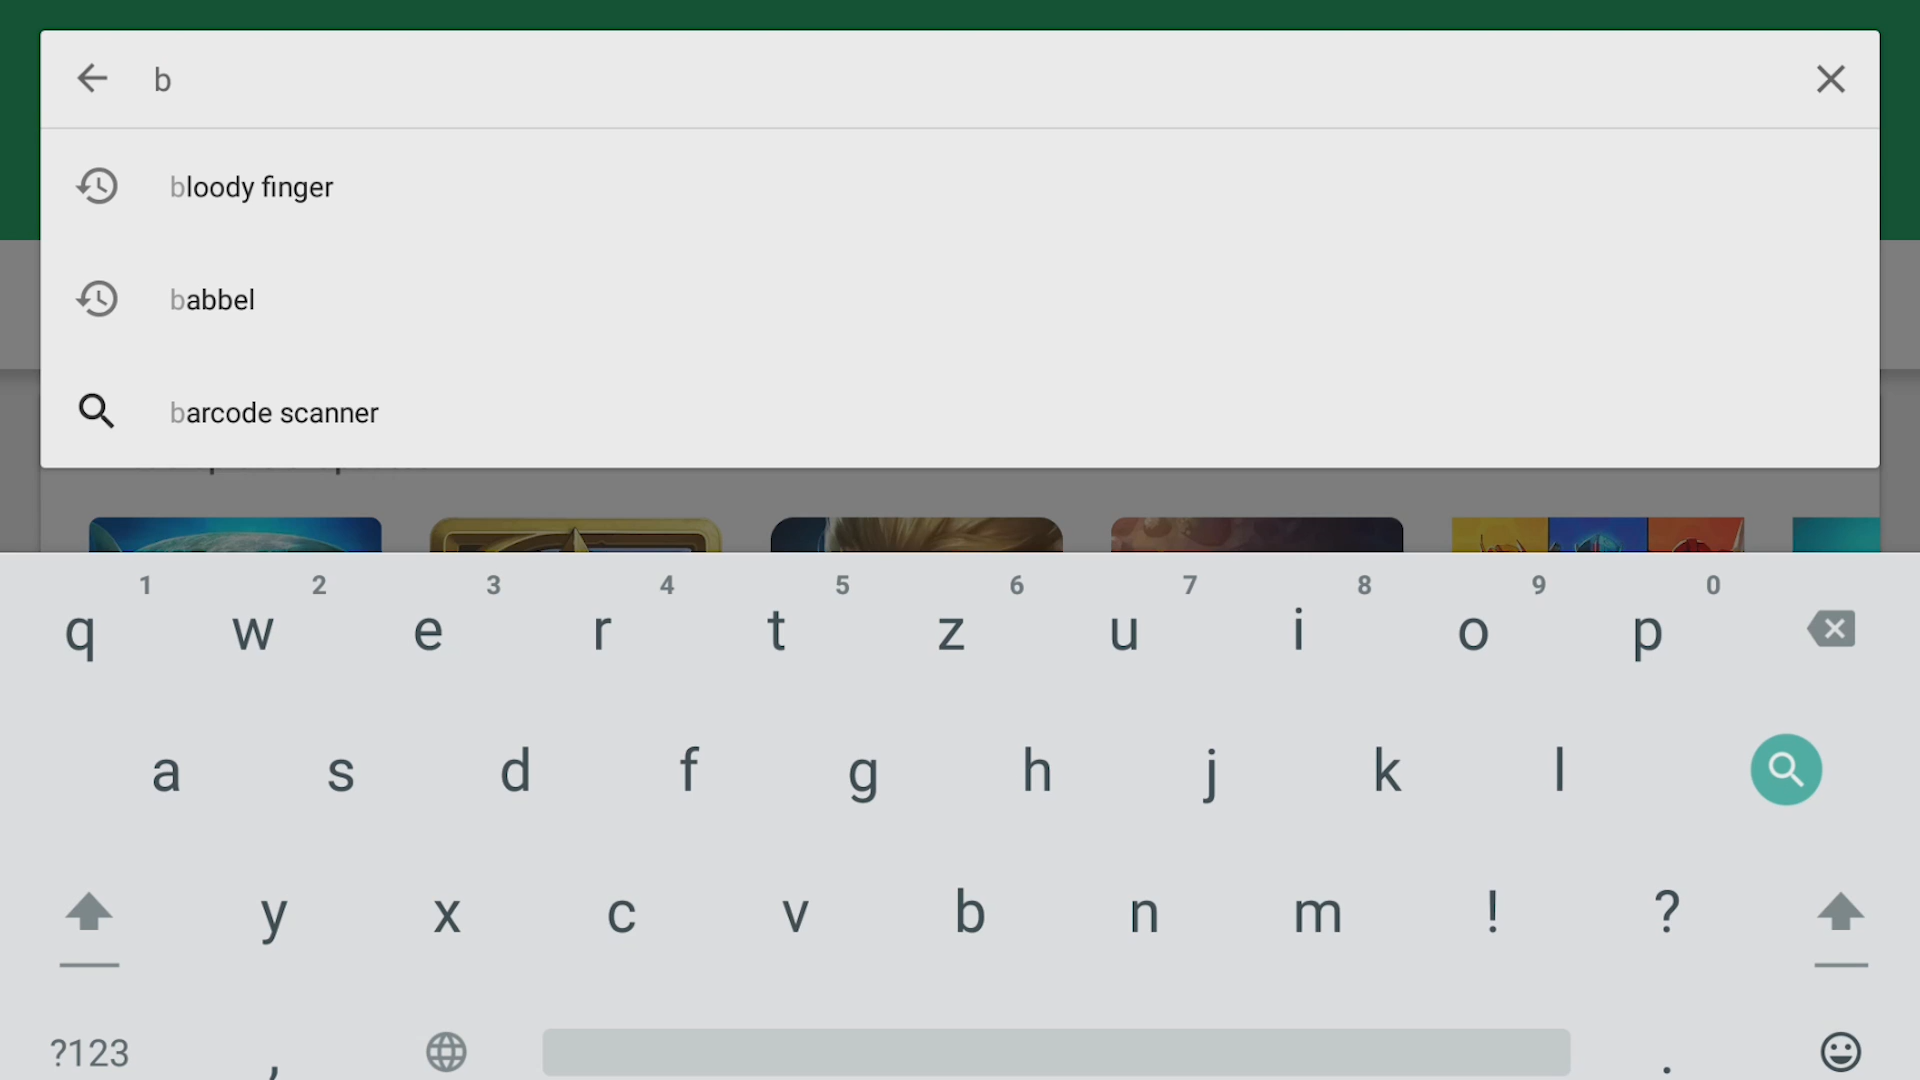 b
bloody finger
babbel
barcode scanner
1 2 3 4 5 6 7 8 9 0
q w e r t z u i o p
a s d f g h j k l
y x c v b n m ! ?
?123 , .